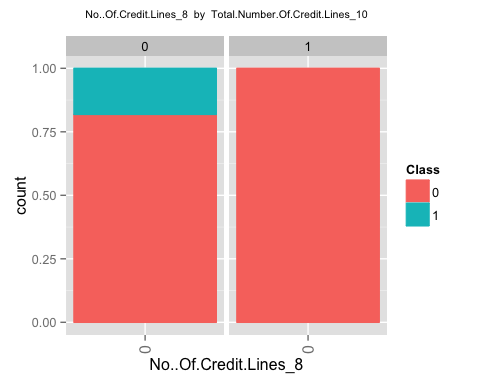 No..Of.Credit.Lines_8 by Total.Number.Of.Credit.Lines_10
0 1
1.00
0.75
0.50
0.25
0.00
count
0 0
No..Of.Credit.Lines_8
Class
0
1